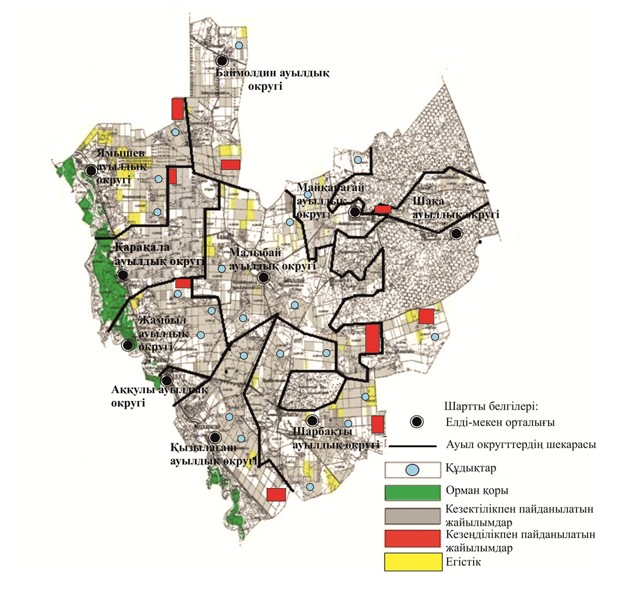 Баймолдин ауылдық
округі
Ямышев
ауылдық
округі
Майқарағай
ауылдық
округі
Шақа
ауылдық округі
Қарақала
ауылдық округі
Малыбай
ауылдық округі
Жамбыл
ауылдық
округі
Аққулы ауылдық
округі
Қызылағаш
ауылдық округі
Шарбақты
ауылдық округі
Шартты белгілері:
Елді-мекен орталығы
Ауыл округттердің шекарасы
Құдықтар
Орман қоры
Кезектілікпен пайданылатын
жайылымдар
Кезеңділікпен пайданылатын
жайылымдар
Егістік